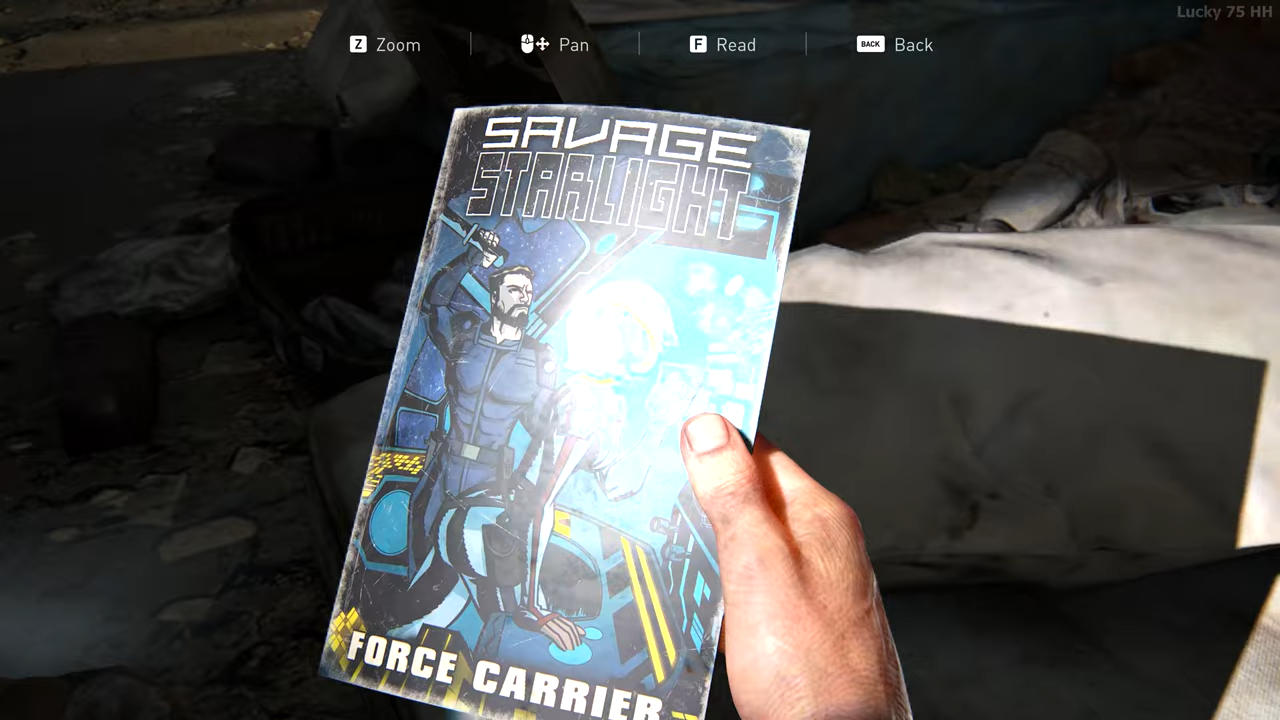 Lucky 75 HH
Z Zoom Pan F Read BACK Back
SAVAGE
STARLIGHT
FORCE CARRIER